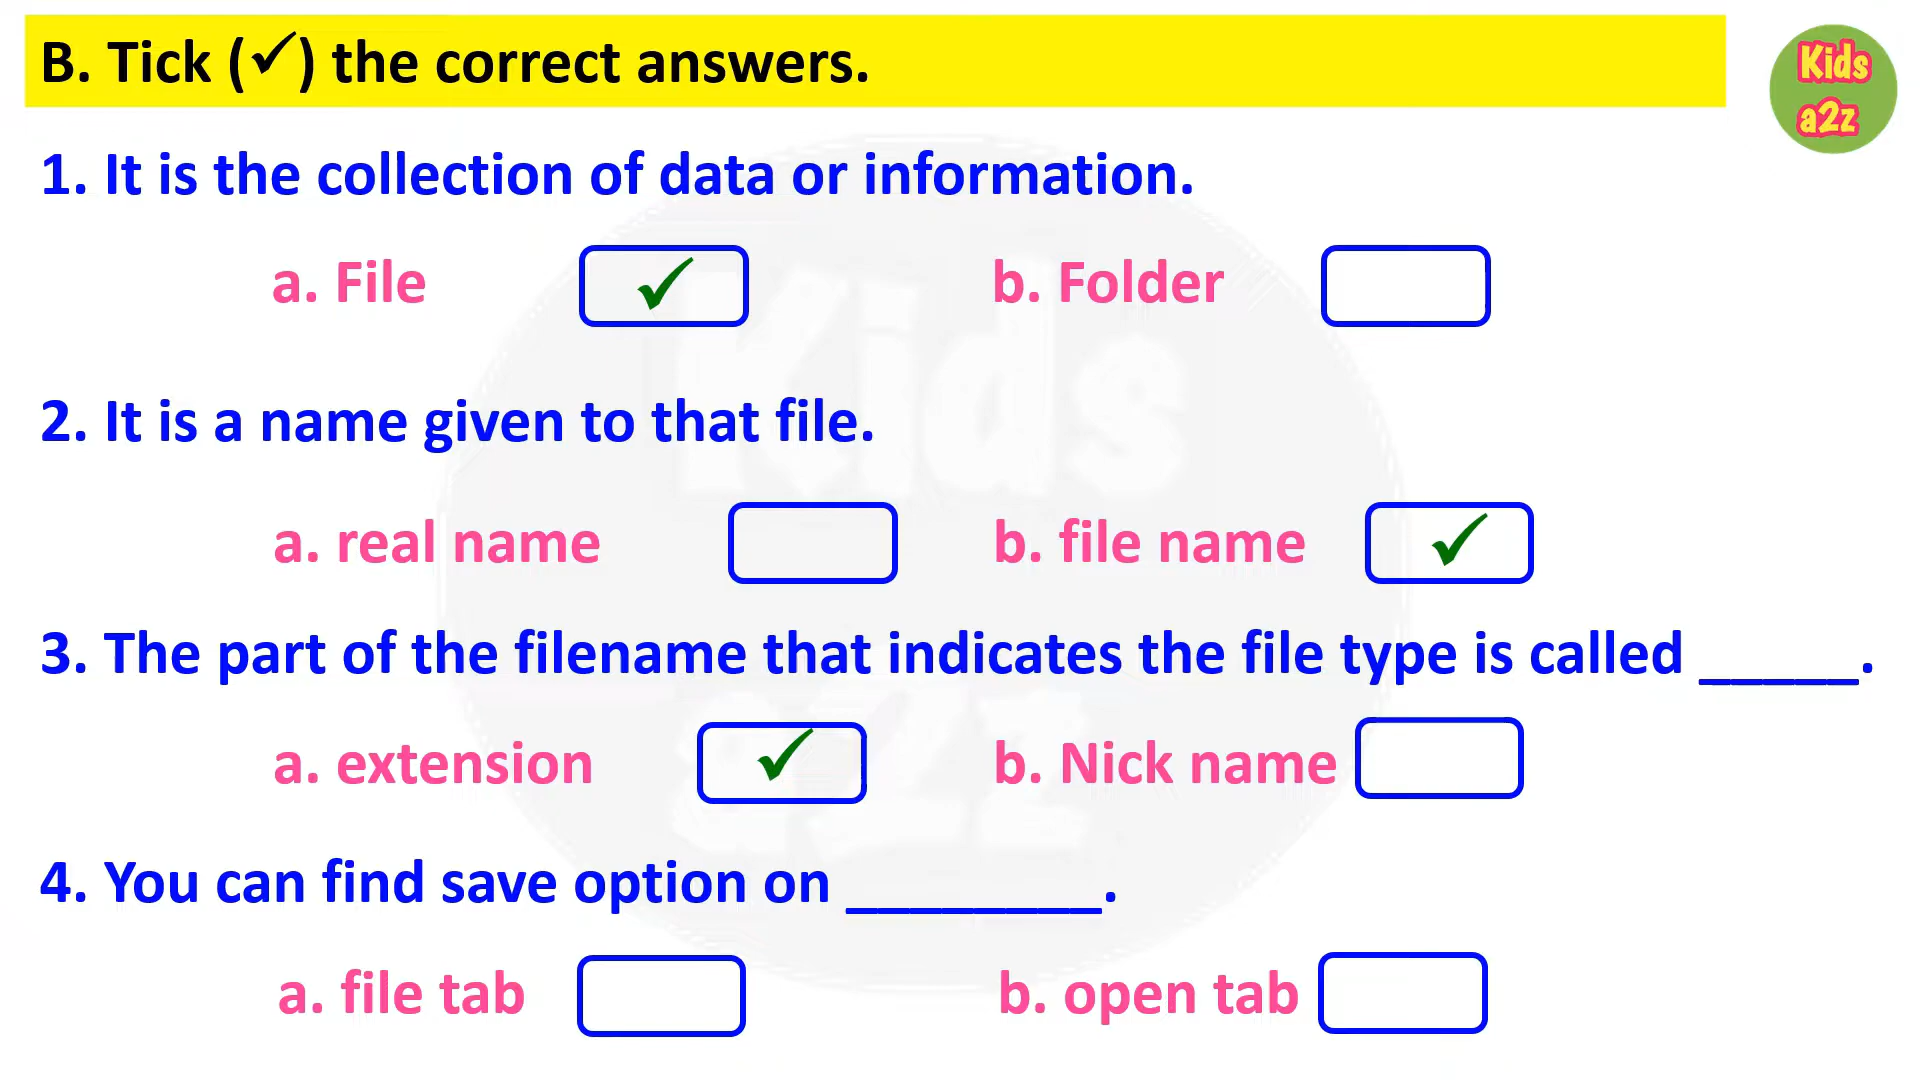 B. Tick (✓) the correct answers.
Kids
a2z
1. It is the collection of data or information.
a. File ✓ b. Folder
2. It is a name given to that file.
a. real name b. file name ✓
3. The part of the filename that indicates the file type is called _____.
a. extension ✓ b. Nick name
4. You can find save option on ________.
a. file tab b. open tab
Kids
a2z